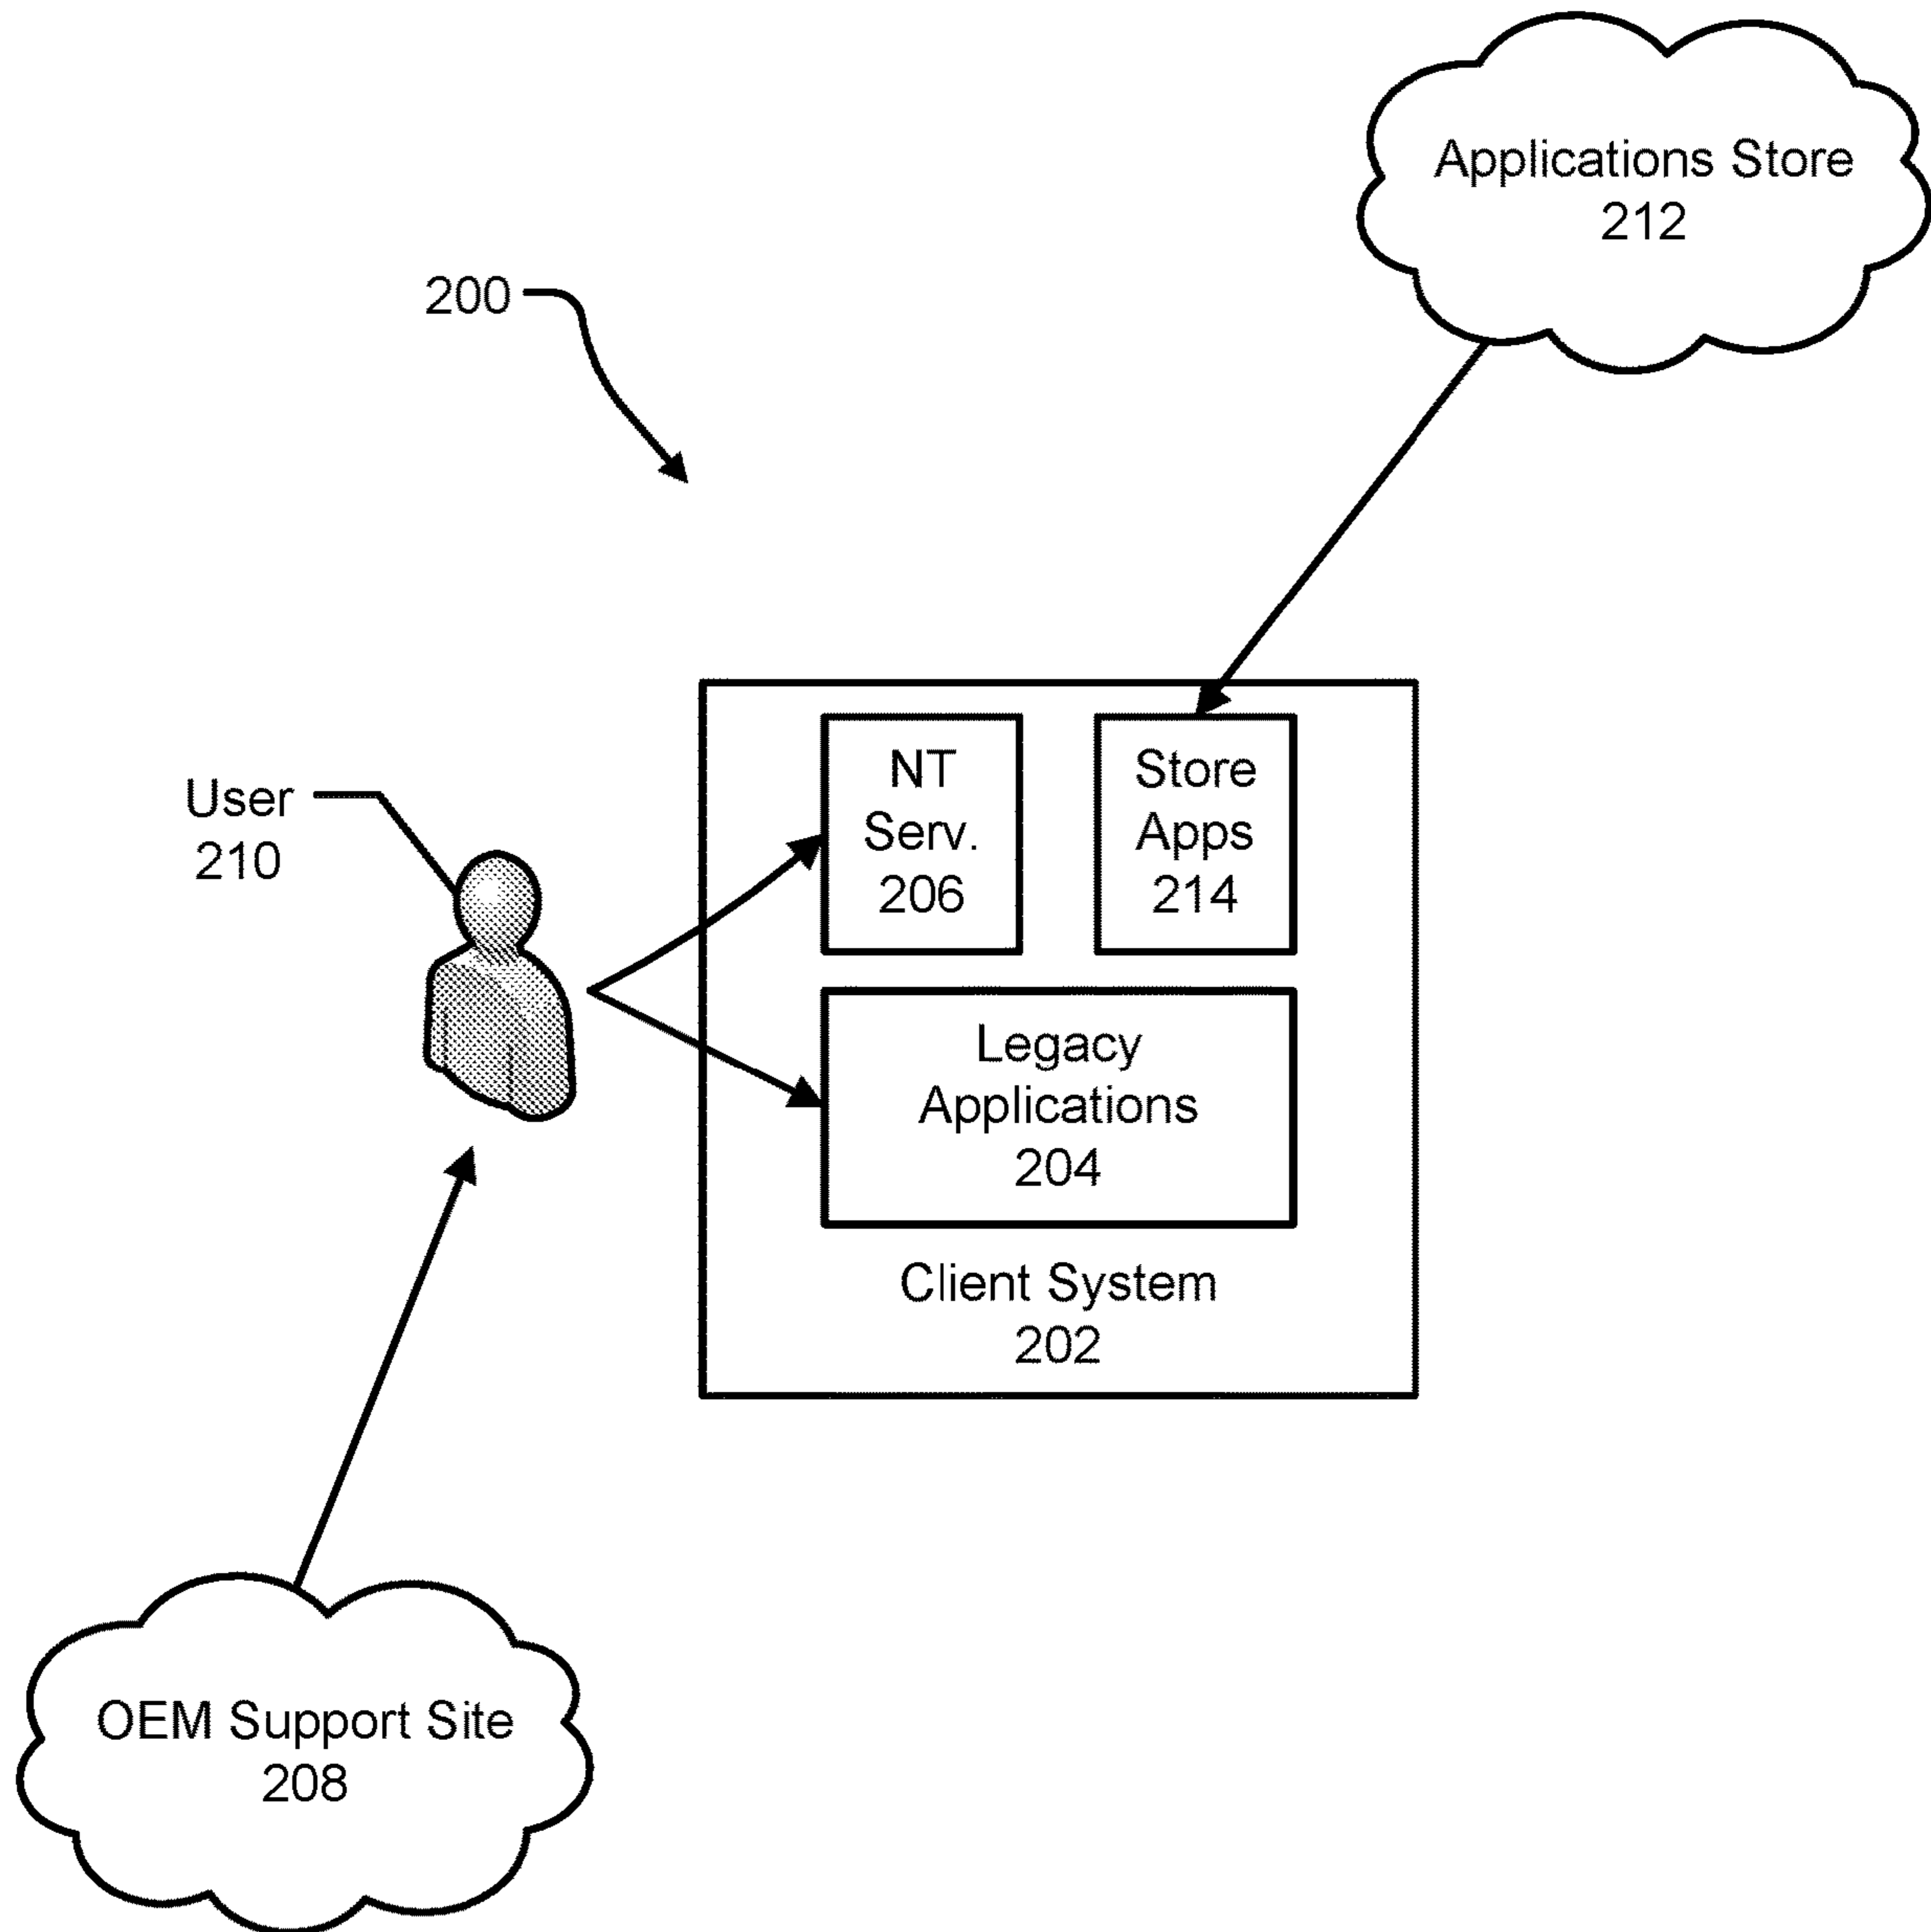 Applications Store
212
200
NT
Serv.
206
Store
Apps
214
User
210
Legacy
Applications
204
Client System
202
OEM Support Site
208